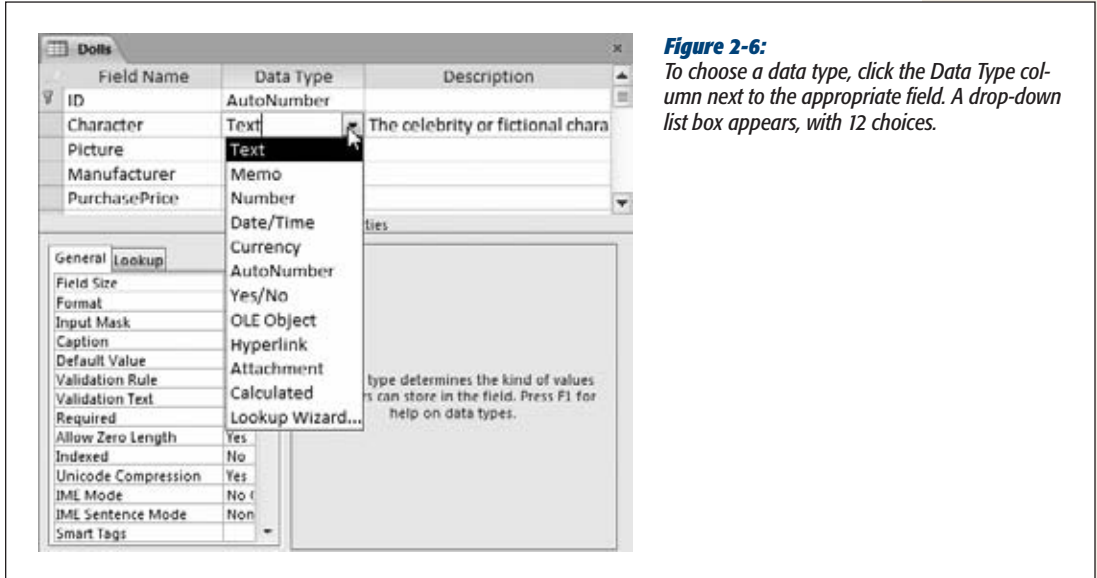 Dolls
Field Name Data Type Description
ID AutoNumber
Character Text The celebrity or fictional chara
Picture
Manufacturer
PurchasePrice
Text
Memo
Number
Date/Time
Currency
AutoNumber
Yes/No
OLE Object
Hyperlink
Attachment
Calculated
Lookup Wizard...
ties
General Lookup
Field Size
Format
Input Mask
Caption
Default Value
Validation Rule
Validation Text
Required
Allow Zero Length Yes
Indexed No
Unicode Compression Yes
IME Mode No
IME Sentence Mode Non
Smart Tags
type determines the kind of values
rs can store in the field. Press F1 for
help on data types.
Figure 2-6:
To choose a data type, click the Data Type col-
umn next to the appropriate field. A drop-down
list box appears, with 12 choices.